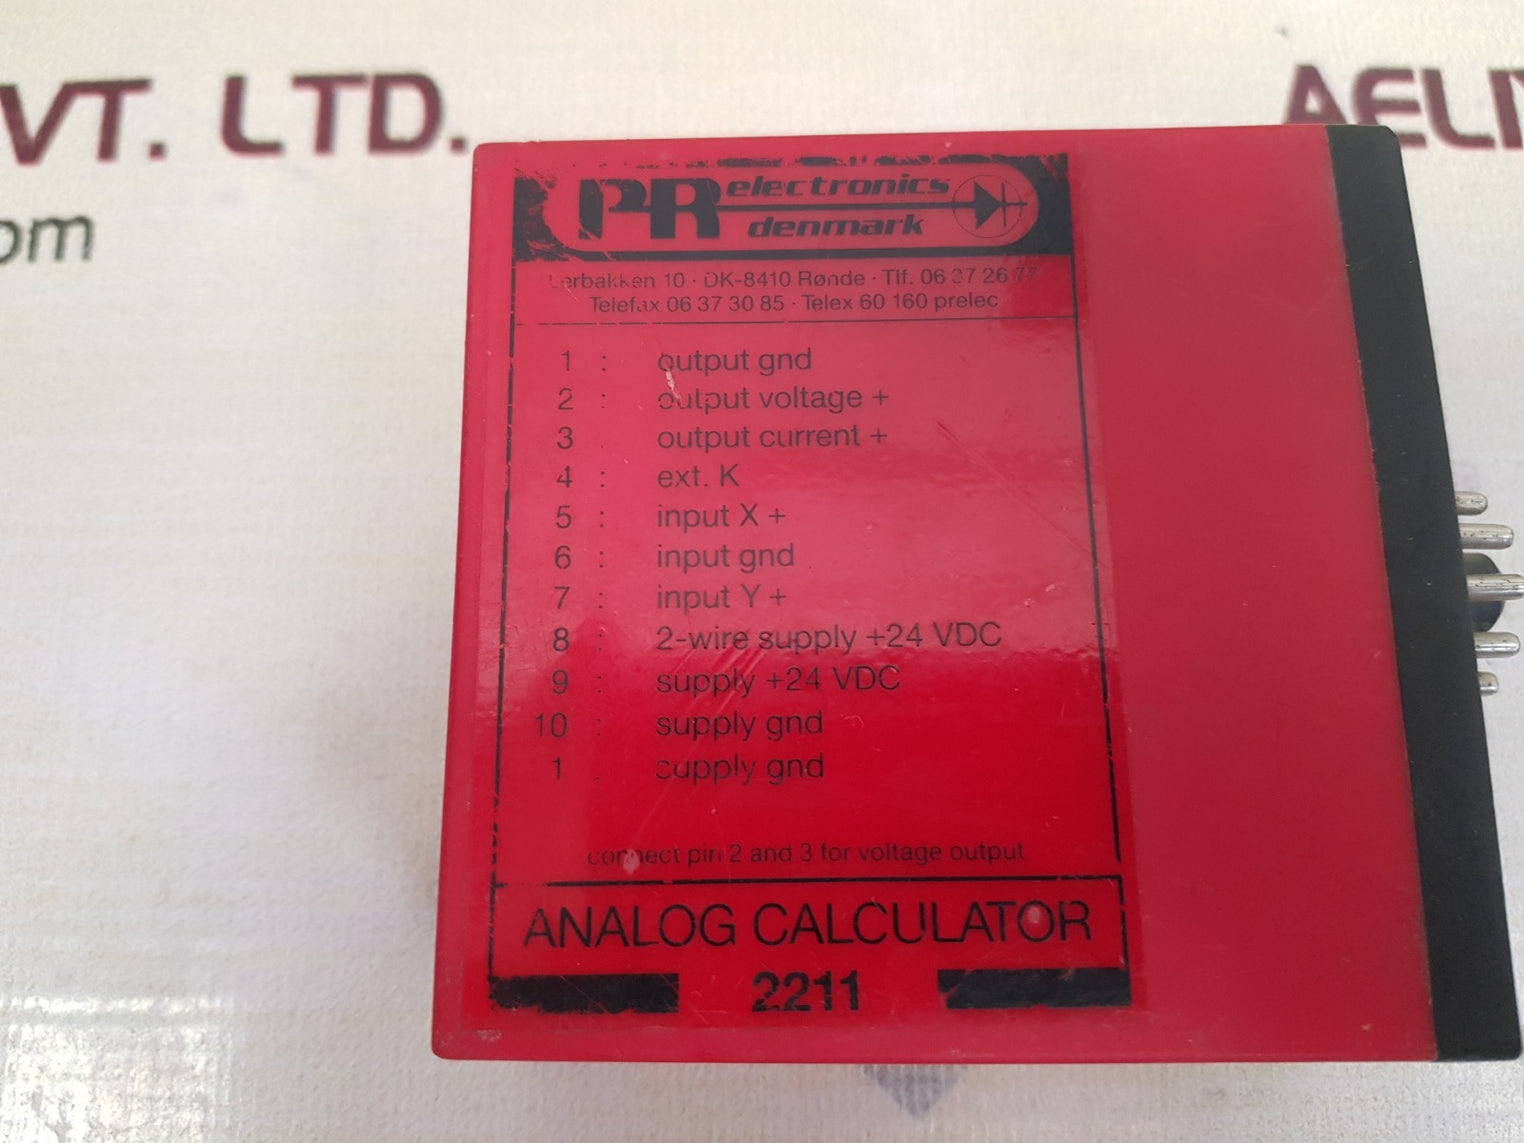 VT. LTD.
AELIY
om
PR electronics
denmark
Lerbakken 10 · DK-8410 Rønde · Tlf. 06 37 26 77
Telefax 06 37 30 85 · Telex 60 160 prelec
1 : output gnd
2 : output voltage +
3 output current +
4 : ext. K
5 : input X +
6 : input gnd
7 : input Y +
8 : 2-wire supply +24 VDC
9 : supply +24 VDC
10 : supply gnd
1 : supply gnd
connect pin 2 and 3 for voltage output
ANALOG CALCULATOR
2211